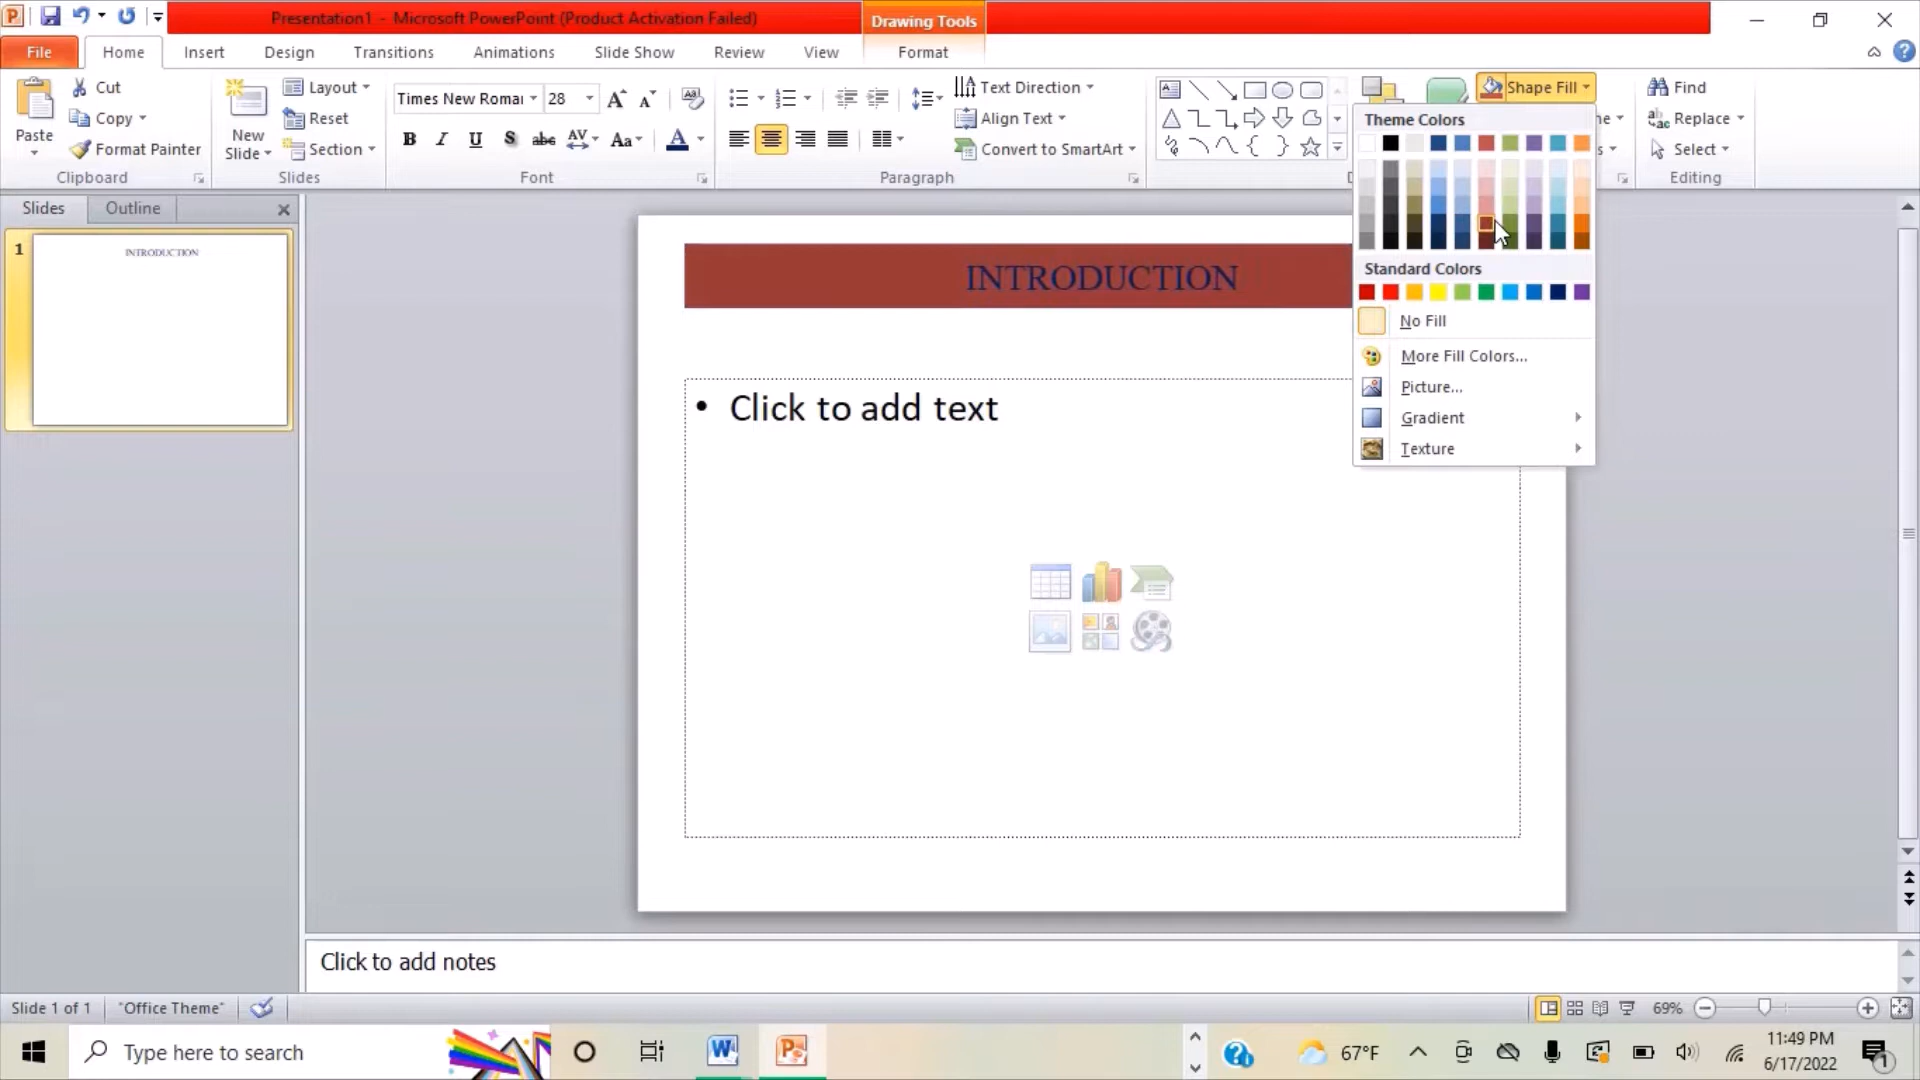 Presentation1 - Microsoft PowerPoint (Product Activation Failed)
Drawing Tools
File
Home
Insert
Design
Transitions
Animations
Slide Show
Review
View
Format
Paste
Cut
Copy
Format Painter
Clipboard
New
Slide
Layout
Reset
Section
Slides
Times New Romar
28
Font
Text Direction
Align Text
Convert to SmartArt
Paragraph
Shape Fill
Find
Replace
Select
Editing
Theme Colors
Standard Colors
No Fill
More Fill Colors...
Picture...
Gradient
Texture
Slides
Outline
1
INTRODUCTION
INTRODUCTION
• Click to add text
Click to add notes
Slide 1 of 1
"Office Theme"
69%
Type here to search
67°F
11:49 PM
6/17/2022
1